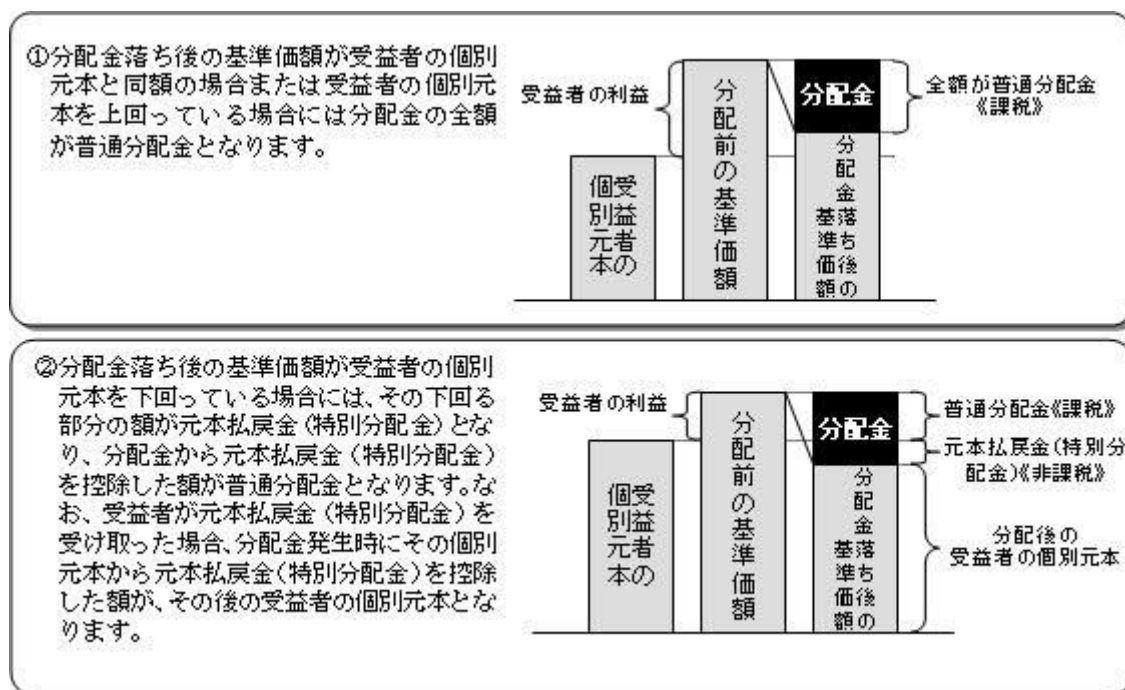 ①分配金落ち後の基準価額が受益者の個別
元本と同額の場合または受益者の個別元
本を上回っている場合には分配金の全額
が普通分配金となります。
受益者の利益
受益者の
個別元本
分配前の基準価額
分配金
分配金落ち後の
基準価額
全額が普通分配金
《課税》
②分配金落ち後の基準価額が受益者の個別
元本を下回っている場合には、その下回る
部分の額が元本払戻金(特別分配金)とな
り、分配金から元本払戻金(特別分配金)
を控除した額が普通分配金となります。な
お、受益者が元本払戻金(特別分配金)を
受け取った場合、分配金発生時にその個別
元本から元本払戻金(特別分配金)を控除
した額が、その後の受益者の個別元本とな
ります。
受益者の利益
受益者の
個別元本
分配前の基準価額
分配金
分配金落ち後の
基準価額
普通分配金《課税》
元本払戻金(特別分
配金)《非課税》
分配後の
受益者の個別元本